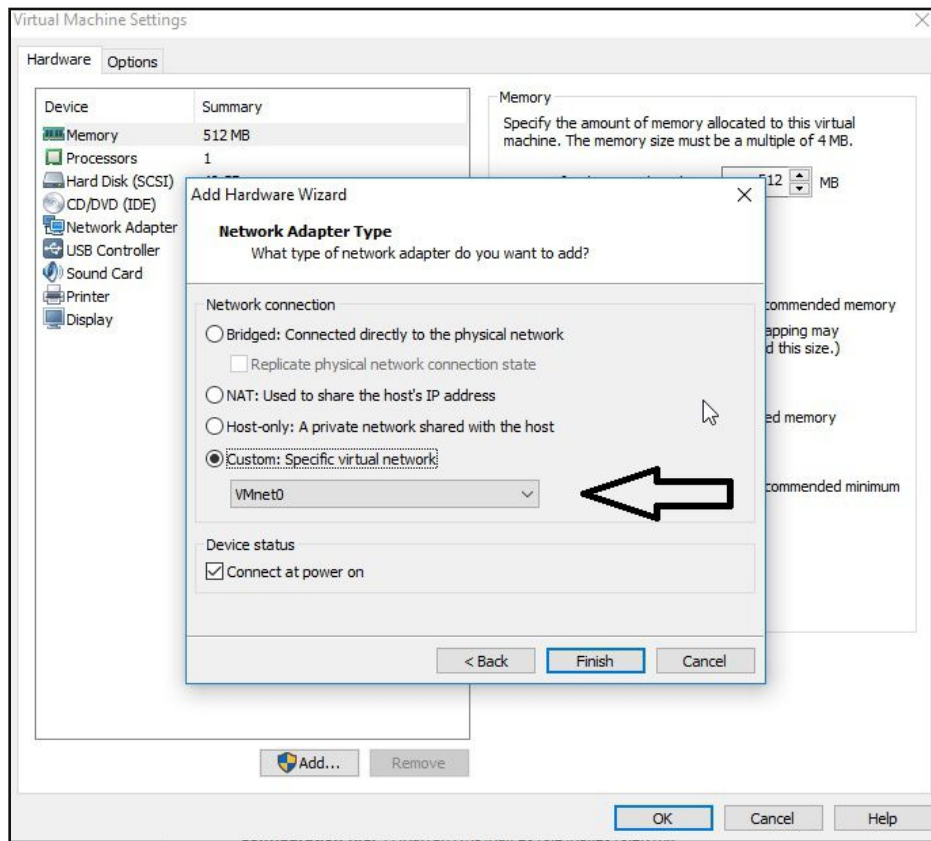 Virtual Machine Settings
Hardware Options
Device Summary
Memory 512 MB
Processors 1
Hard Disk (SCSI)
CD/DVD (IDE)
Network Adapter
USB Controller
Sound Card
Printer
Display
Add... Remove
Memory
Specify the amount of memory allocated to this virtual
machine. The memory size must be a multiple of 4 MB.
512 MB
commended memory
apping may
d this size.)
ed memory
commended minimum
Add Hardware Wizard
Network Adapter Type
What type of network adapter do you want to add?
Network connection
Bridged: Connected directly to the physical network
Replicate physical network connection state
NAT: Used to share the host's IP address
Host-only: A private network shared with the host
Custom: Specific virtual network
VMnet0
Device status
Connect at power on
< Back Finish Cancel
OK Cancel Help